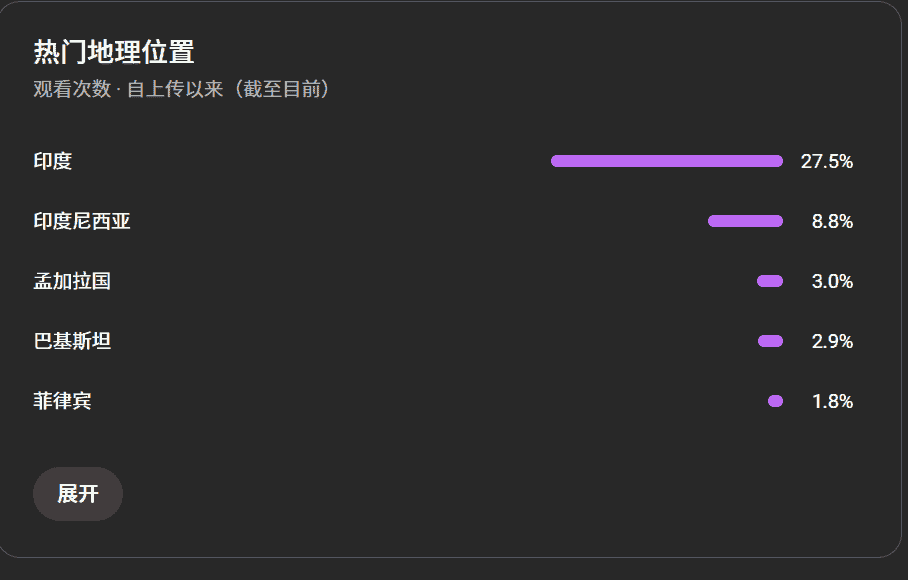 热门地理位置
观看次数 · 自上传以来（截至目前）
印度 27.5%
印度尼西亚 8.8%
孟加拉国 3.0%
巴基斯坦 2.9%
菲律宾 1.8%
展开